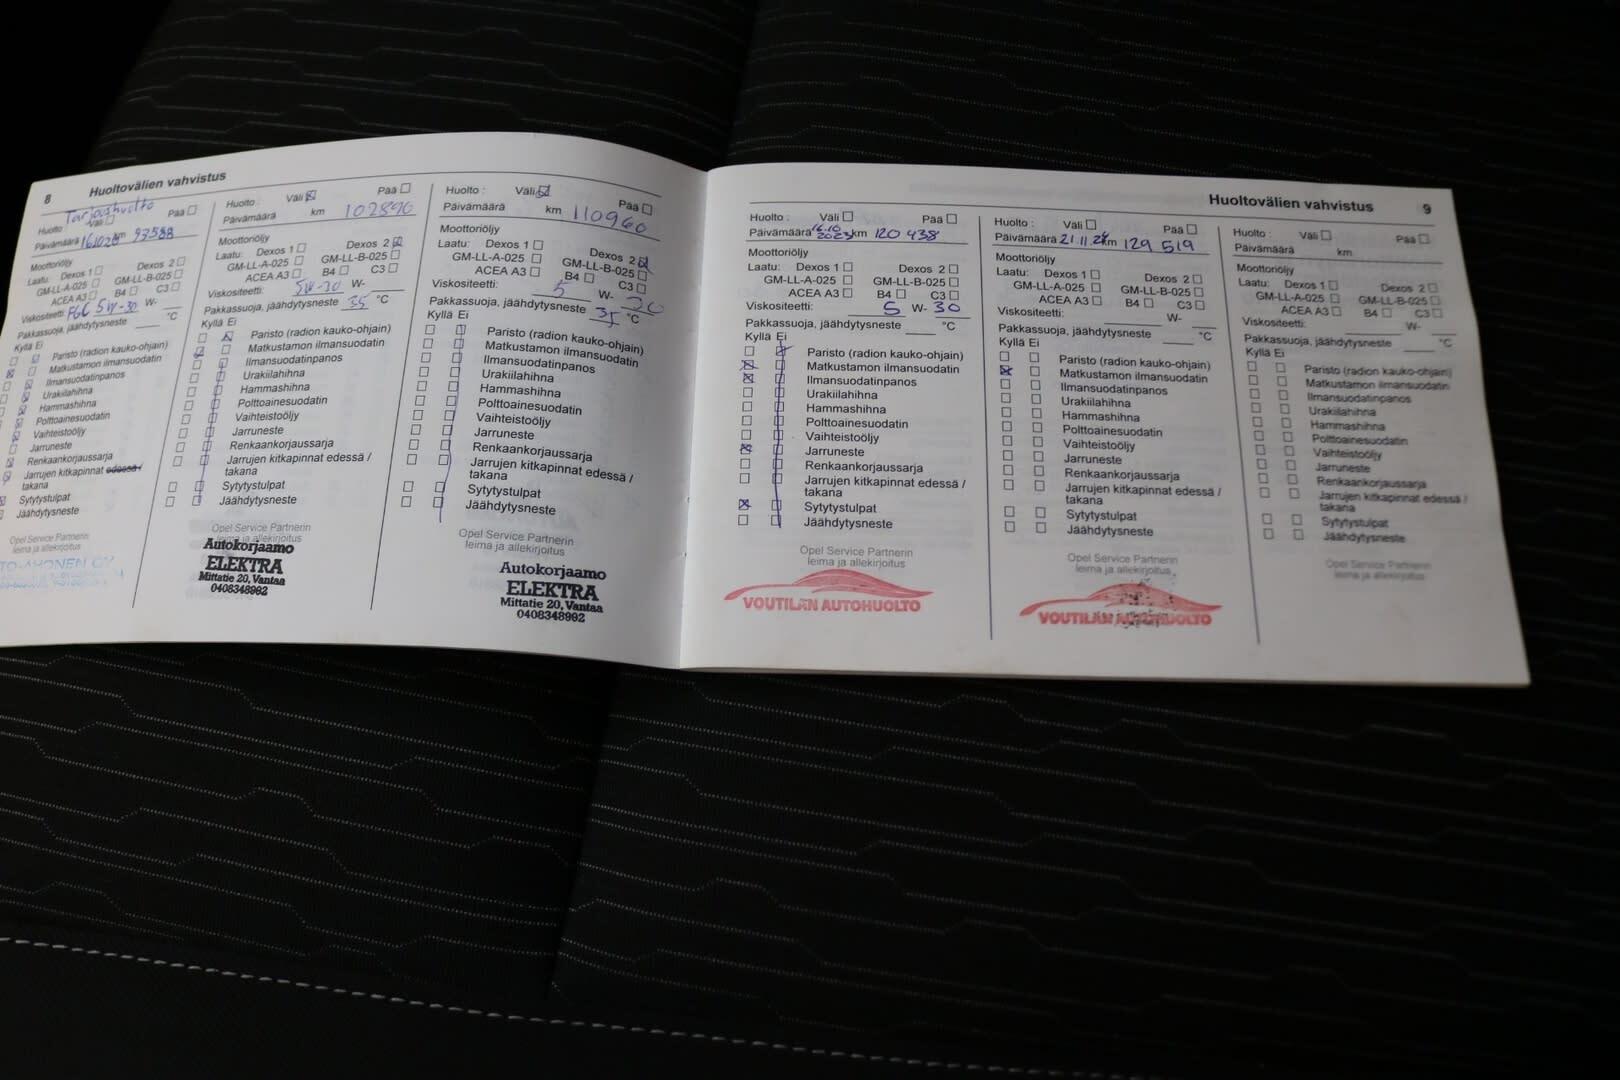 8 Huoltovälien vahvistus
Tarjoushuolto
Huolto : Väli Pää
Päivämäärä km 93588
Moottoriöljy
Laatu: Dexos 1 Dexos 2
GM-LL-A-025 GM-LL-B-025
ACEA A3 B4 C3
Viskositeetti: 5W-30 W-
Pakkassuoja, jäähdytysneste °C
Kyllä Ei
Paristo (radion kauko-ohjain)
Matkustamon ilmansuodatin
Ilmansuodatinpanos
Urakiilahihna
Hammashihna
Polttoainesuodatin
Vaihteistoöljy
Jarruneste
Renkaankorjaussarja
Jarrujen kitkapinnat edessä /
takana
Sytytystulpat
Jäähdytysneste
Opel Service Partnerin
leima ja allekirjoitus
Huolto : Väli Pää
Päivämäärä km 102890
Moottoriöljy
Laatu: Dexos 1 Dexos 2
GM-LL-A-025 GM-LL-B-025
ACEA A3 B4 C3
Viskositeetti: 5W-30 W-
Pakkassuoja, jäähdytysneste 35 °C
Kyllä Ei
Paristo (radion kauko-ohjain)
Matkustamon ilmansuodatin
Ilmansuodatinpanos
Urakiilahihna
Hammashihna
Polttoainesuodatin
Vaihteistoöljy
Jarruneste
Renkaankorjaussarja
Jarrujen kitkapinnat edessä /
takana
Sytytystulpat
Jäähdytysneste
Opel Service Partnerin
leima ja allekirjoitus
Autokorjaamo
ELEKTRA
Mittatie 20, Vantaa
0408348992
Huolto : Väli Pää
Päivämäärä km 110960
Moottoriöljy
Laatu: Dexos 1 Dexos 2
GM-LL-A-025 GM-LL-B-025
ACEA A3 B4 C3
Viskositeetti: 5 W- 30
Pakkassuoja, jäähdytysneste 35 °C
Kyllä Ei
Paristo (radion kauko-ohjain)
Matkustamon ilmansuodatin
Ilmansuodatinpanos
Urakiilahihna
Hammashihna
Polttoainesuodatin
Vaihteistoöljy
Jarruneste
Renkaankorjaussarja
Jarrujen kitkapinnat edessä /
takana
Sytytystulpat
Jäähdytysneste
Opel Service Partnerin
leima ja allekirjoitus
Autokorjaamo
ELEKTRA
Mittatie 20, Vantaa
0408348992
Huoltovälien vahvistus 9
Huolto : Väli Pää
Päivämäärä 16.10 2023 km 120 438
Moottoriöljy
Laatu: Dexos 1 Dexos 2
GM-LL-A-025 GM-LL-B-025
ACEA A3 B4 C3
Viskositeetti: 5 W- 30
Pakkassuoja, jäähdytysneste °C
Kyllä Ei
Paristo (radion kauko-ohjain)
Matkustamon ilmansuodatin
Ilmansuodatinpanos
Urakiilahihna
Hammashihna
Polttoainesuodatin
Vaihteistoöljy
Jarruneste
Renkaankorjaussarja
Jarrujen kitkapinnat edessä /
takana
Sytytystulpat
Jäähdytysneste
Opel Service Partnerin
leima ja allekirjoitus
VOUTILAN AUTOHUOLTO
Huolto : Väli Pää
Päivämäärä 21.11.24 km 129 519
Moottoriöljy
Laatu: Dexos 1 Dexos 2
GM-LL-A-025 GM-LL-B-025
ACEA A3 B4 C3
Viskositeetti: W-
Pakkassuoja, jäähdytysneste °C
Kyllä Ei
Paristo (radion kauko-ohjain)
Matkustamon ilmansuodatin
Ilmansuodatinpanos
Urakiilahihna
Hammashihna
Polttoainesuodatin
Vaihteistoöljy
Jarruneste
Renkaankorjaussarja
Jarrujen kitkapinnat edessä /
takana
Sytytystulpat
Jäähdytysneste
Opel Service Partnerin
leima ja allekirjoitus
VOUTILAN AUTOHUOLTO
Huolto : Väli Pää
Päivämäärä km
Moottoriöljy
Laatu: Dexos 1 Dexos 2
GM-LL-A-025 GM-LL-B-025
ACEA A3 B4 C3
Viskositeetti: W-
Pakkassuoja, jäähdytysneste °C
Kyllä Ei
Paristo (radion kauko-ohjain)
Matkustamon ilmansuodatin
Ilmansuodatinpanos
Urakiilahihna
Hammashihna
Polttoainesuodatin
Vaihteistoöljy
Jarruneste
Renkaankorjaussarja
Jarrujen kitkapinnat edessä /
takana
Sytytystulpat
Jäähdytysneste
Opel Service Partnerin
leima ja allekirjoitus